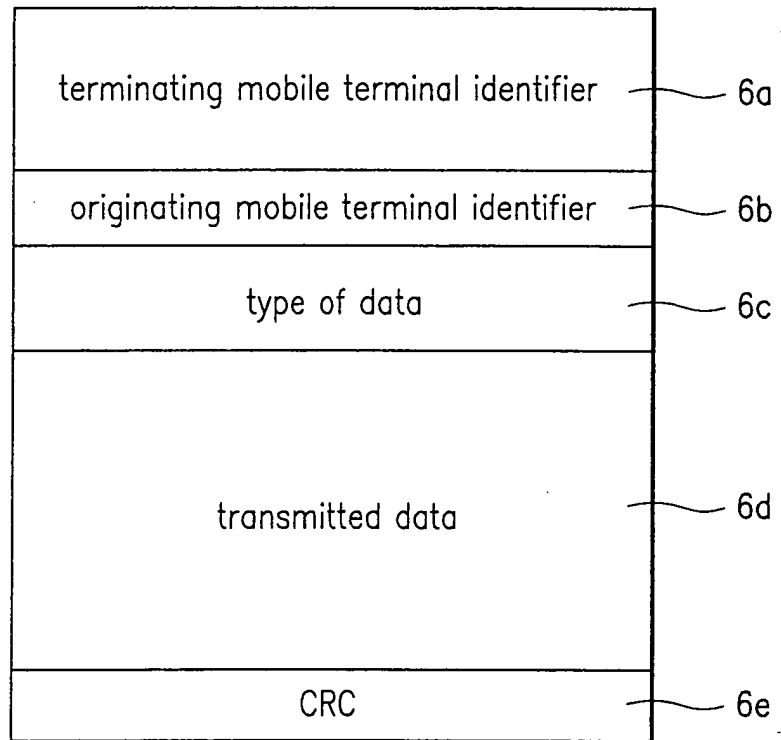 terminating mobile terminal identifier 6a
originating mobile terminal identifier 6b
type of data 6c
transmitted data 6d
CRC 6e